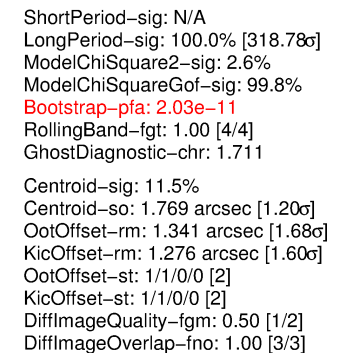 ShortPeriod−sig: N/A
LongPeriod−sig: 100.0% [318.78σ]
ModelChiSquare2−sig: 2.6%
ModelChiSquareGof−sig: 99.8%
Bootstrap−pfa: 2.03e−11
RollingBand−fgt: 1.00 [4/4]
GhostDiagnostic−chr: 1.711
Centroid−sig: 11.5%
Centroid−so: 1.769 arcsec [1.20σ]
OotOffset−rm: 1.341 arcsec [1.68σ]
KicOffset−rm: 1.276 arcsec [1.60σ]
OotOffset−st: 1/1/0/0 [2]
KicOffset−st: 1/1/0/0 [2]
DiffImageQuality−fgm: 0.50 [1/2]
DiffImageOverlap−fno: 1.00 [3/3]